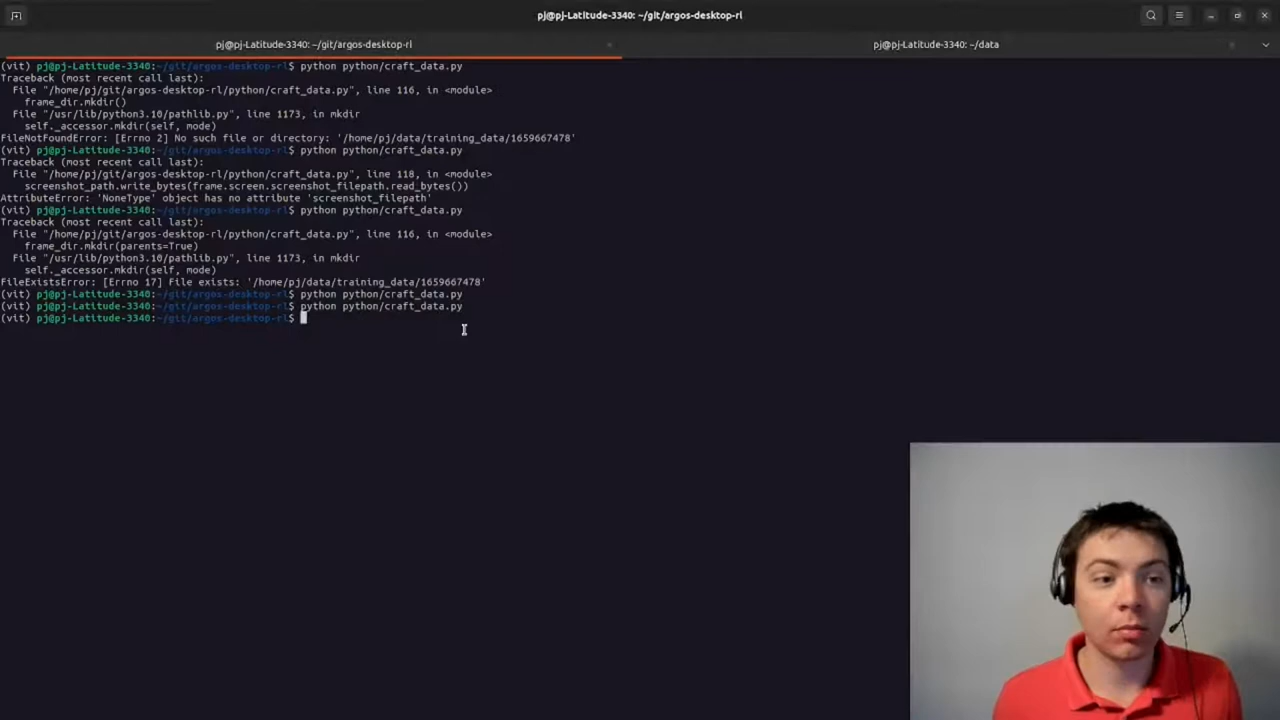 pj@pj-Latitude-3340: ~/git/argos-desktop-rl
pj@pj-Latitude-3340: ~/git/argos-desktop-rl
pj@pj-Latitude-3340: ~/data
(vit) pj@pj-Latitude-3340:~/git/argos-desktop-rl$ python python/craft_data.py
Traceback (most recent call last):
  File "/home/pj/git/argos-desktop-rl/python/craft_data.py", line 116, in <module>
    frame_dir.mkdir()
  File "/usr/lib/python3.10/pathlib.py", line 1173, in mkdir
    self._accessor.mkdir(self, mode)
FileNotFoundError: [Errno 2] No such file or directory: '/home/pj/data/training_data/1659667478'
(vit) pj@pj-Latitude-3340:~/git/argos-desktop-rl$ python python/craft_data.py
Traceback (most recent call last):
  File "/home/pj/git/argos-desktop-rl/python/craft_data.py", line 118, in <module>
    screenshot_path.write_bytes(frame.screen.screenshot_filepath.read_bytes())
AttributeError: 'NoneType' object has no attribute 'screenshot_filepath'
(vit) pj@pj-Latitude-3340:~/git/argos-desktop-rl$ python python/craft_data.py
Traceback (most recent call last):
  File "/home/pj/git/argos-desktop-rl/python/craft_data.py", line 116, in <module>
    frame_dir.mkdir(parents=True)
  File "/usr/lib/python3.10/pathlib.py", line 1173, in mkdir
    self._accessor.mkdir(self, mode)
FileExistsError: [Errno 17] File exists: '/home/pj/data/training_data/1659667478'
(vit) pj@pj-Latitude-3340:~/git/argos-desktop-rl$ python python/craft_data.py
(vit) pj@pj-Latitude-3340:~/git/argos-desktop-rl$ python python/craft_data.py
(vit) pj@pj-Latitude-3340:~/git/argos-desktop-rl$